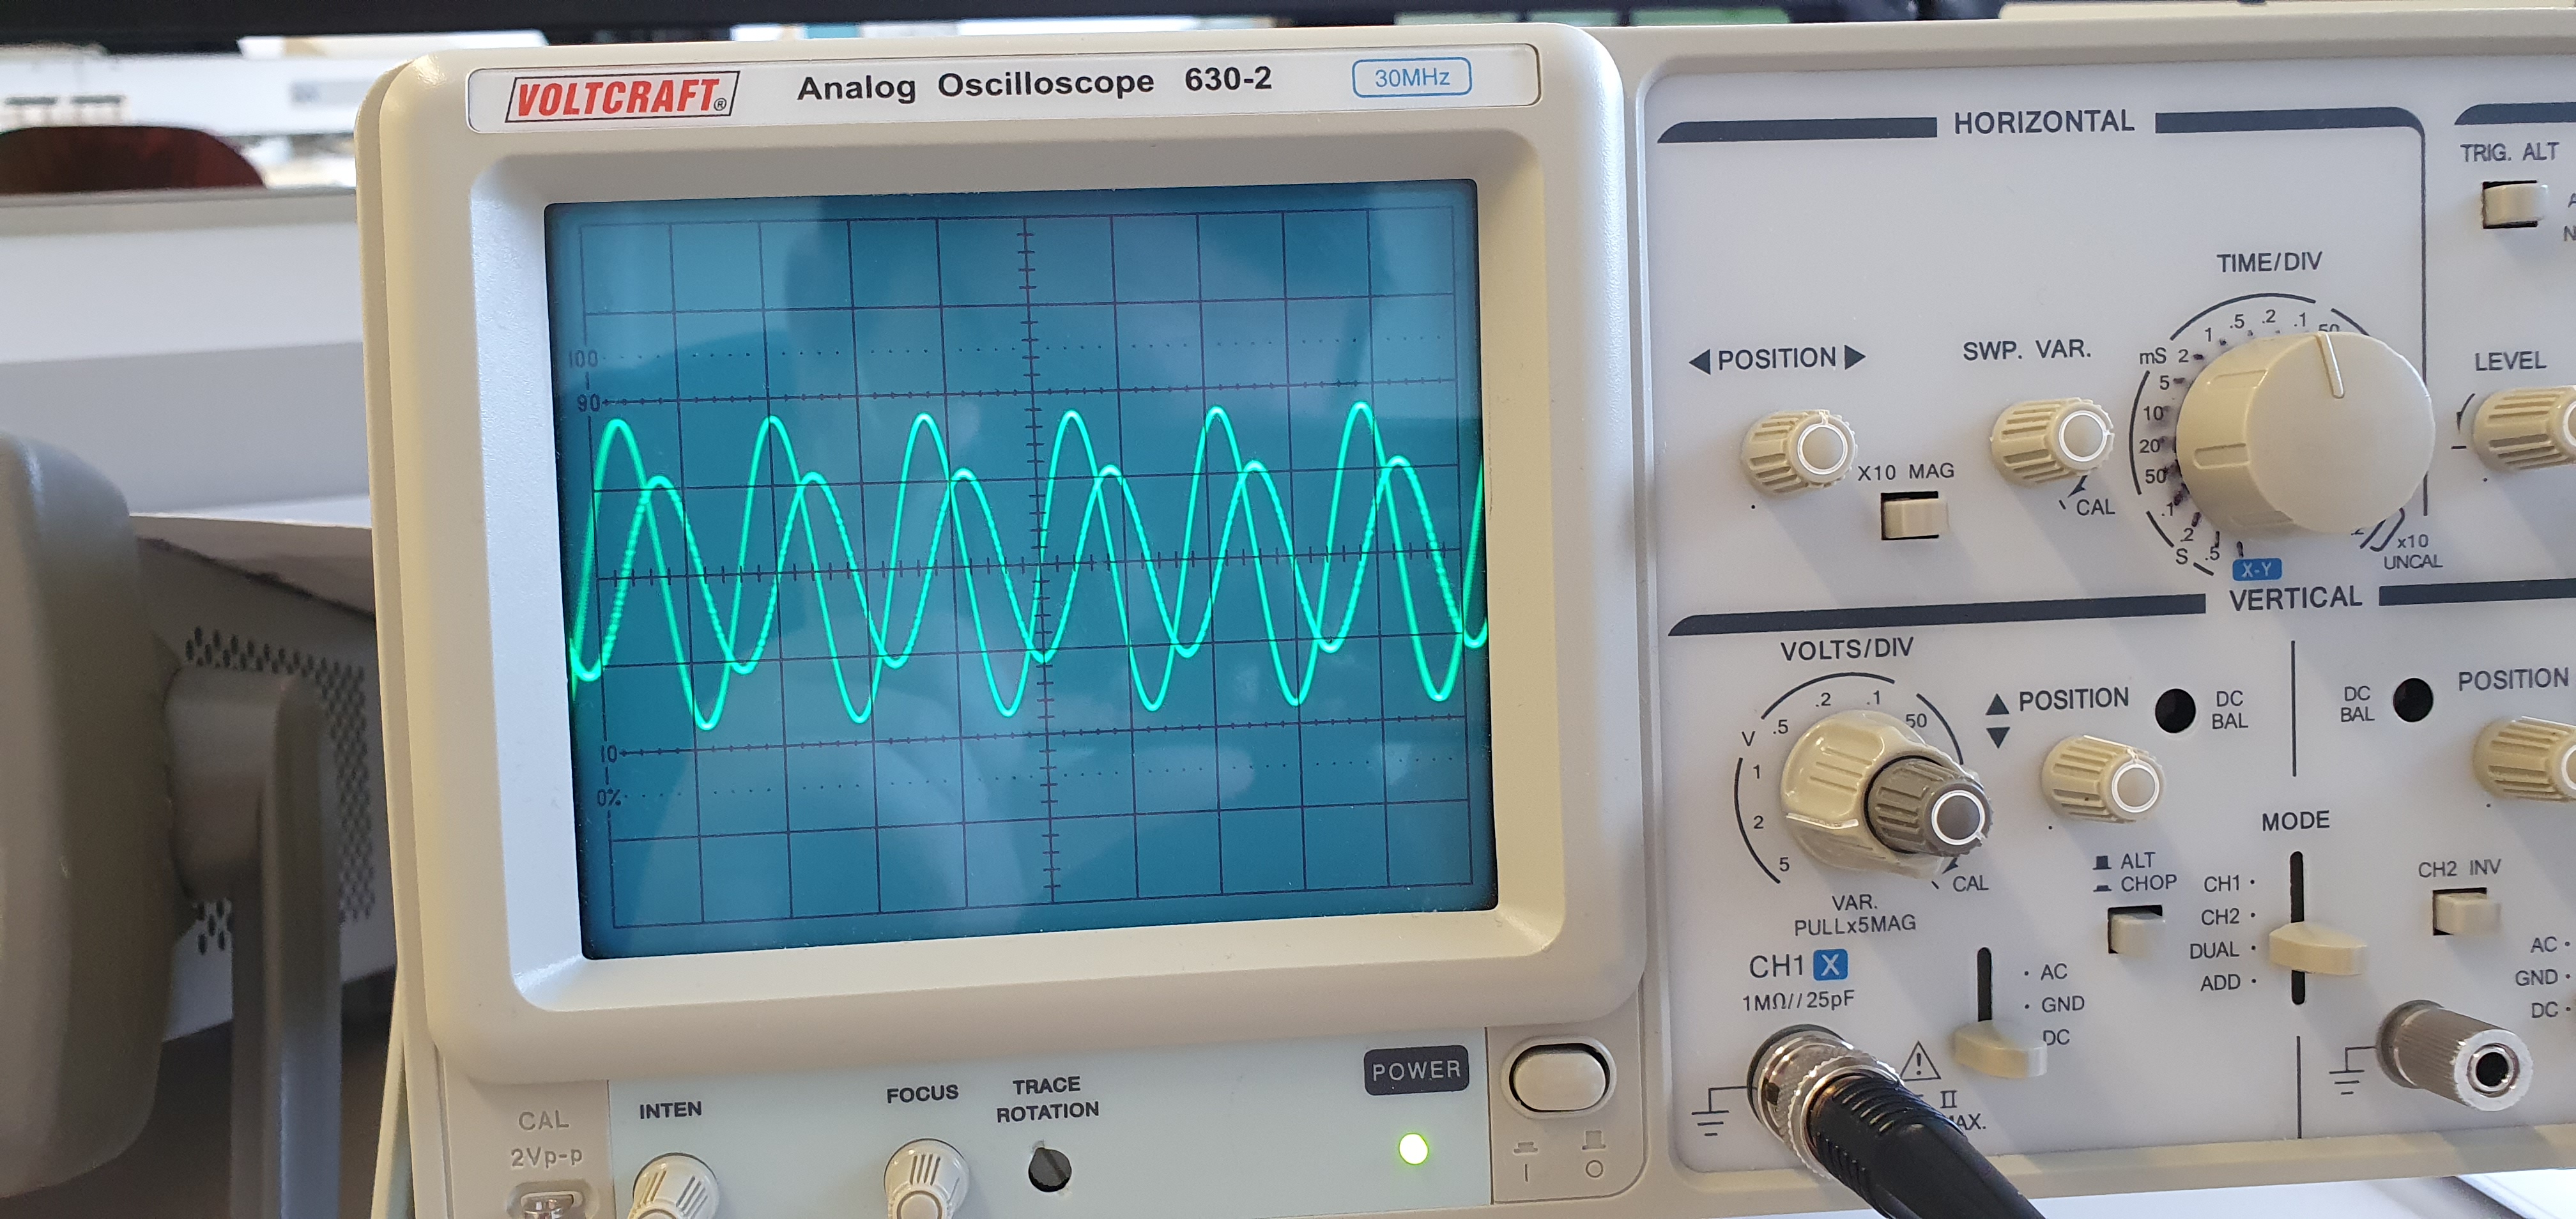 VOLTCRAFT®
Analog Oscilloscope 630-2
30MHz
100
90
10
0%
CAL
2Vp-p
INTEN
FOCUS
TRACE
ROTATION
POWER
I
O
HORIZONTAL
TRIG. ALT
TIME/DIV
◀ POSITION ▶
SWP. VAR.
X10 MAG
CAL
mS
.5 .2 .1 50
1
2
5
10
20
50
.1
.2
.5
S
X-Y
x10
UNCAL
LEVEL
VERTICAL
VOLTS/DIV
V
.5 .2 .1 50
1
2
5
CAL
VAR.
PULLx5MAG
▲ POSITION
▼
DC
BAL
DC
BAL
POSITION
MODE
ALT
CHOP
CH1
CH2
DUAL
ADD
CH2 INV
CH1 X
1MΩ//25pF
AC
GND
DC
AC
GND
DC
II